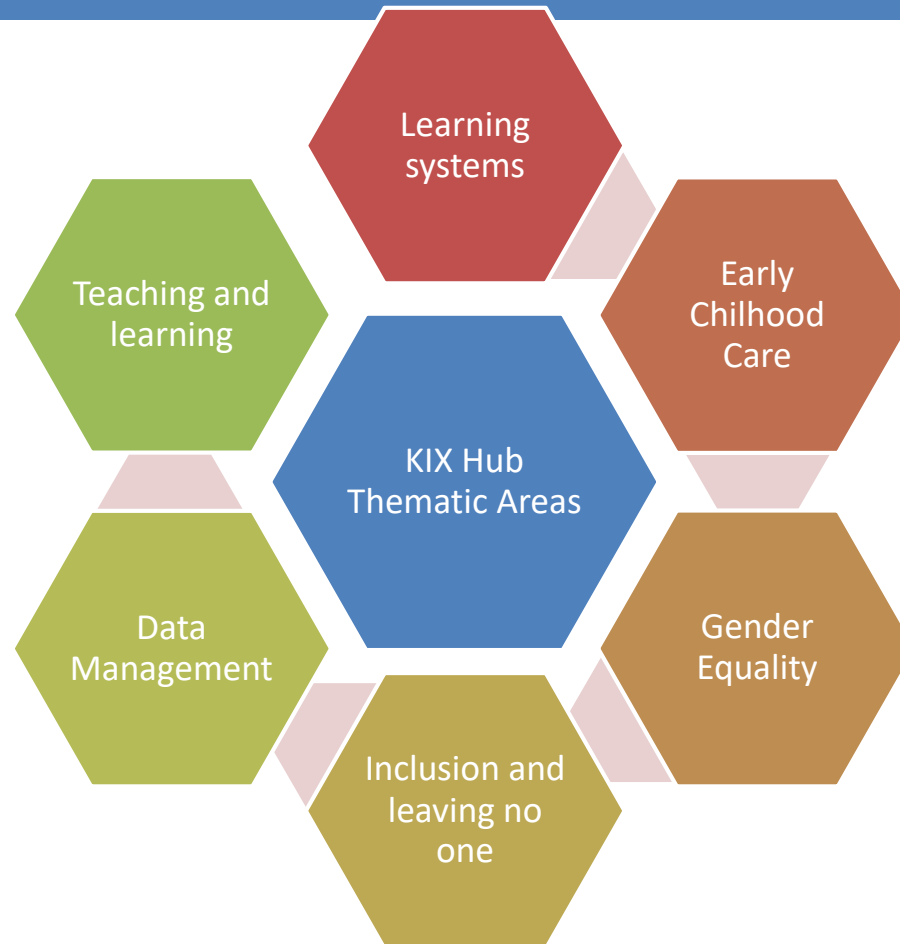 Learning
systems
Early
Chilhood
Care
Teaching and
learning
KIX Hub
Thematic Areas
Gender
Equality
Data
Management
Inclusion and
leaving no
one